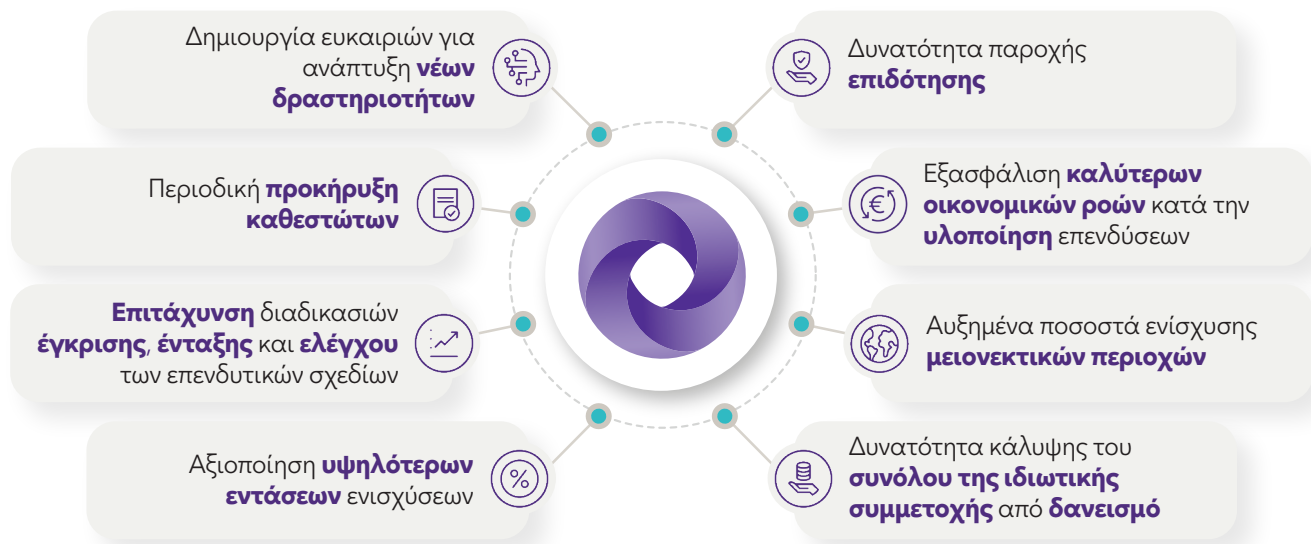 Δημιουργία ευκαιριών για
ανάπτυξη νέων
δραστηριοτήτων
Περιοδική προκήρυξη
καθεστώτων
Επιτάχυνση διαδικασιών
έγκρισης, ένταξης και ελέγχου
των επενδυτικών σχεδίων
Αξιοποίηση υψηλότερων
εντάσεων ενισχύσεων
Δυνατότητα παροχής
επιδότησης
Εξασφάλιση καλύτερων
οικονομικών ροών κατά την
υλοποίηση επενδύσεων
Αυξημένα ποσοστά ενίσχυσης
μειονεκτικών περιοχών
Δυνατότητα κάλυψης του
συνόλου της ιδιωτικής
συμμετοχής από δανεισμό